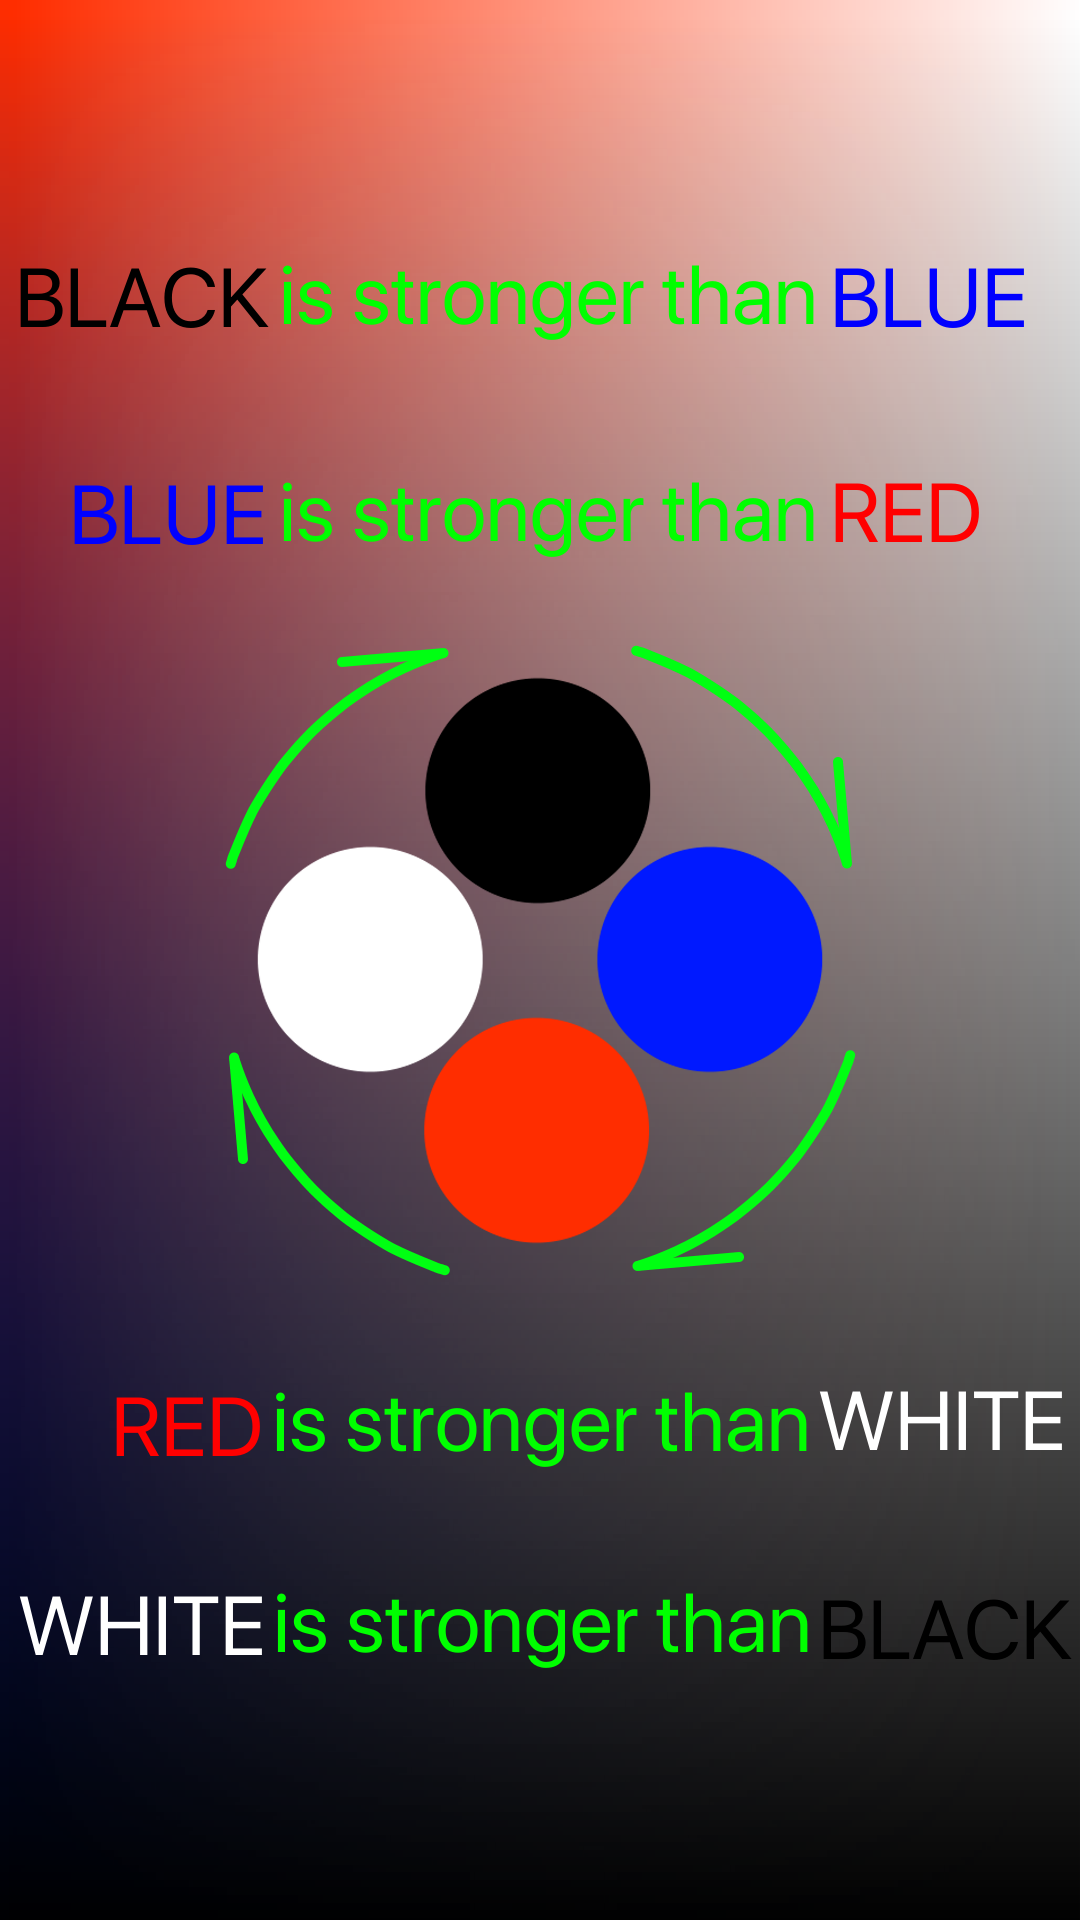 BLACK is stronger than BLUE
BLUE is stronger than RED
RED is stronger than WHITE
WHITE is stronger than BLACK